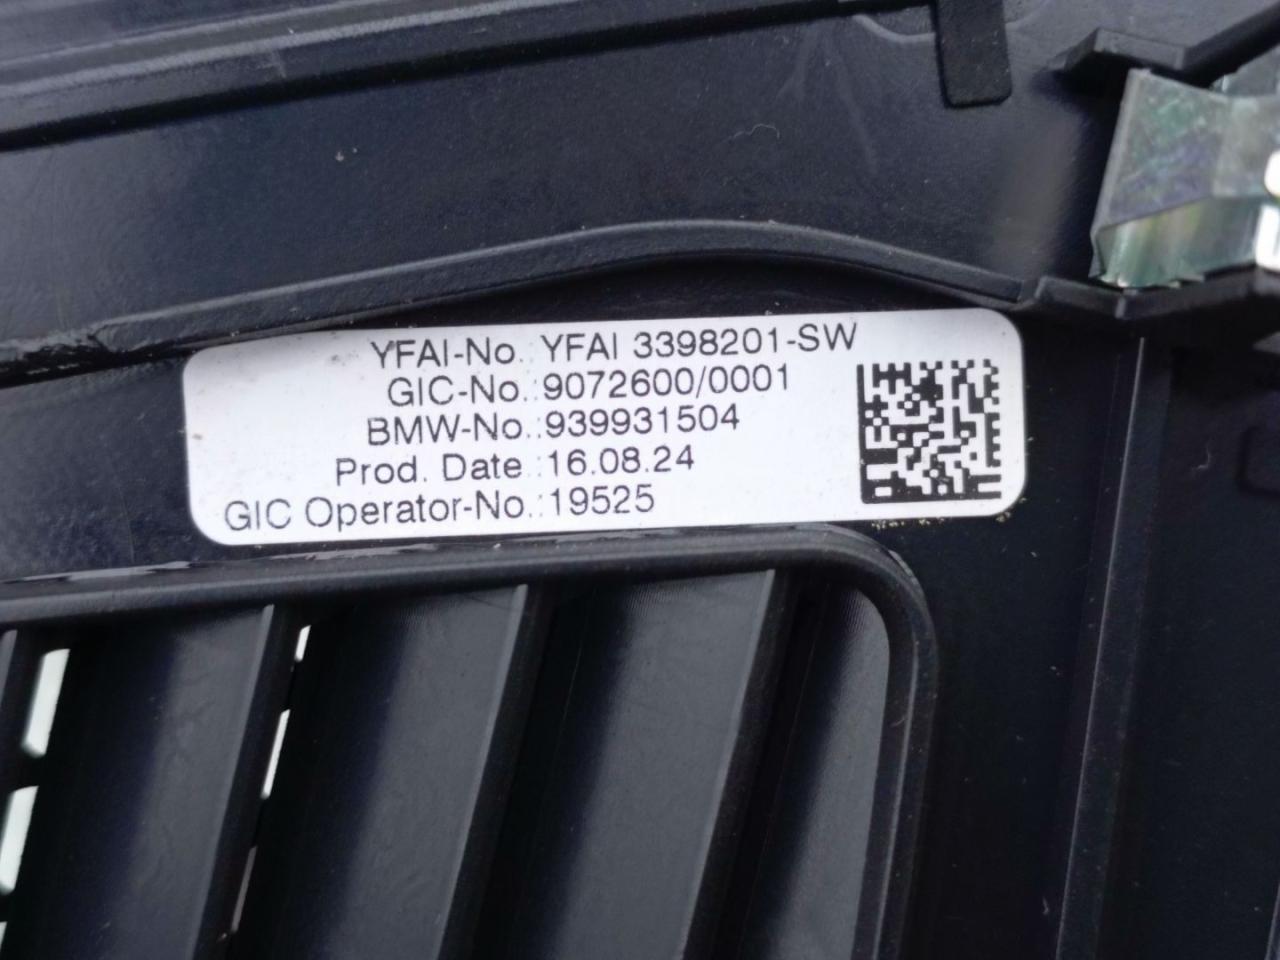 YFAI-No. YFAI 3398201-SW
GIC-No.:9072600/0001
BMW-No.:939931504
Prod. Date :16.08.24
GIC Operator-No.:19525